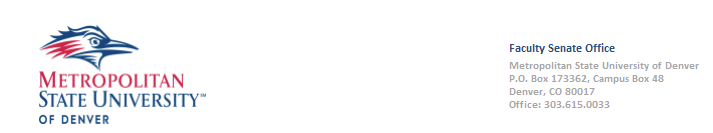 METROPOLITAN
STATE UNIVERSITY™
OF DENVER
Faculty Senate Office
Metropolitan State University of Denver
P.O. Box 173362, Campus Box 48
Denver, CO 80017
Office: 303.615.0033